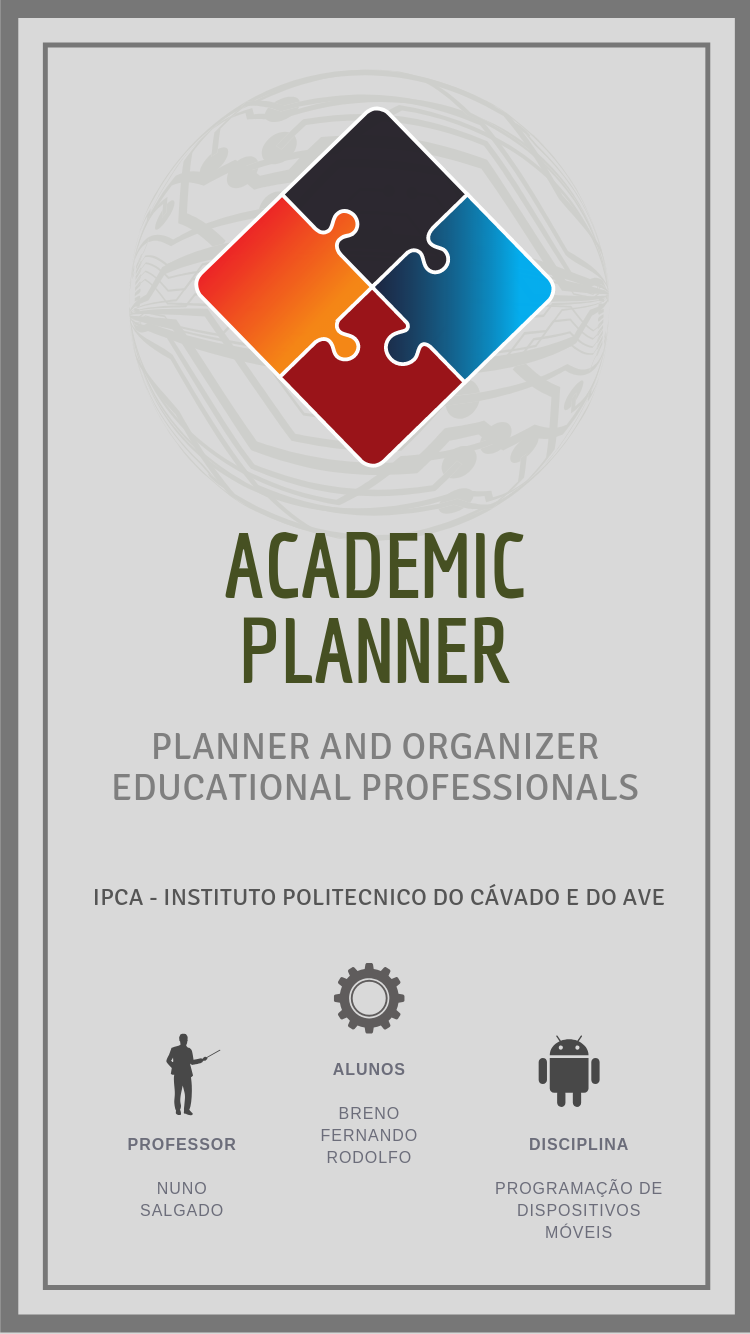 ACADEMIC
PLANNER
PLANNER AND ORGANIZER
EDUCATIONAL PROFESSIONALS
IPCA - INSTITUTO POLITECNICO DO CÁVADO E DO AVE
ALUNOS
BRENO
FERNANDO
RODOLFO
PROFESSOR
NUNO
SALGADO
DISCIPLINA
PROGRAMAÇÃO DE
DISPOSITIVOS
MÓVEIS